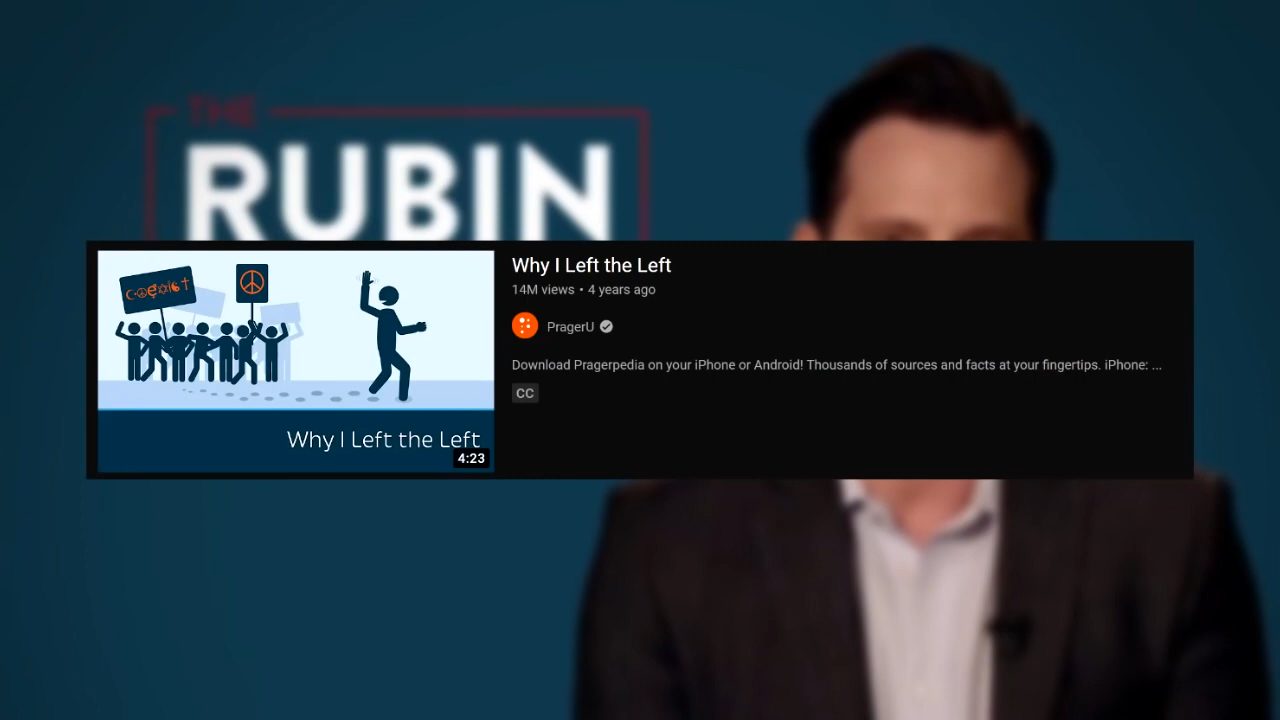 THE
RUBIN
COEXIST
Why I Left the Left
4:23
Why I Left the Left
14M views • 4 years ago
PragerU
Download Pragerpedia on your iPhone or Android! Thousands of sources and facts at your fingertips. iPhone: ...
CC